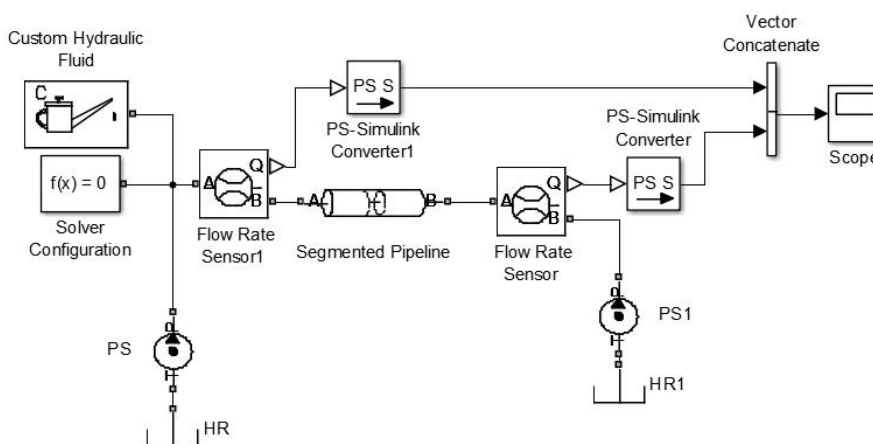 Custom Hydraulic
Fluid
C
f(x) = 0
Solver
Configuration
A
Q
B
Flow Rate
Sensor1
PS S
PS-Simulink
Converter1
A
B
Segmented Pipeline
A
Q
B
Flow Rate
Sensor
PS-Simulink
Converter
PS S
Vector
Concatenate
Scope
PS
T
HR
PS1
T
HR1